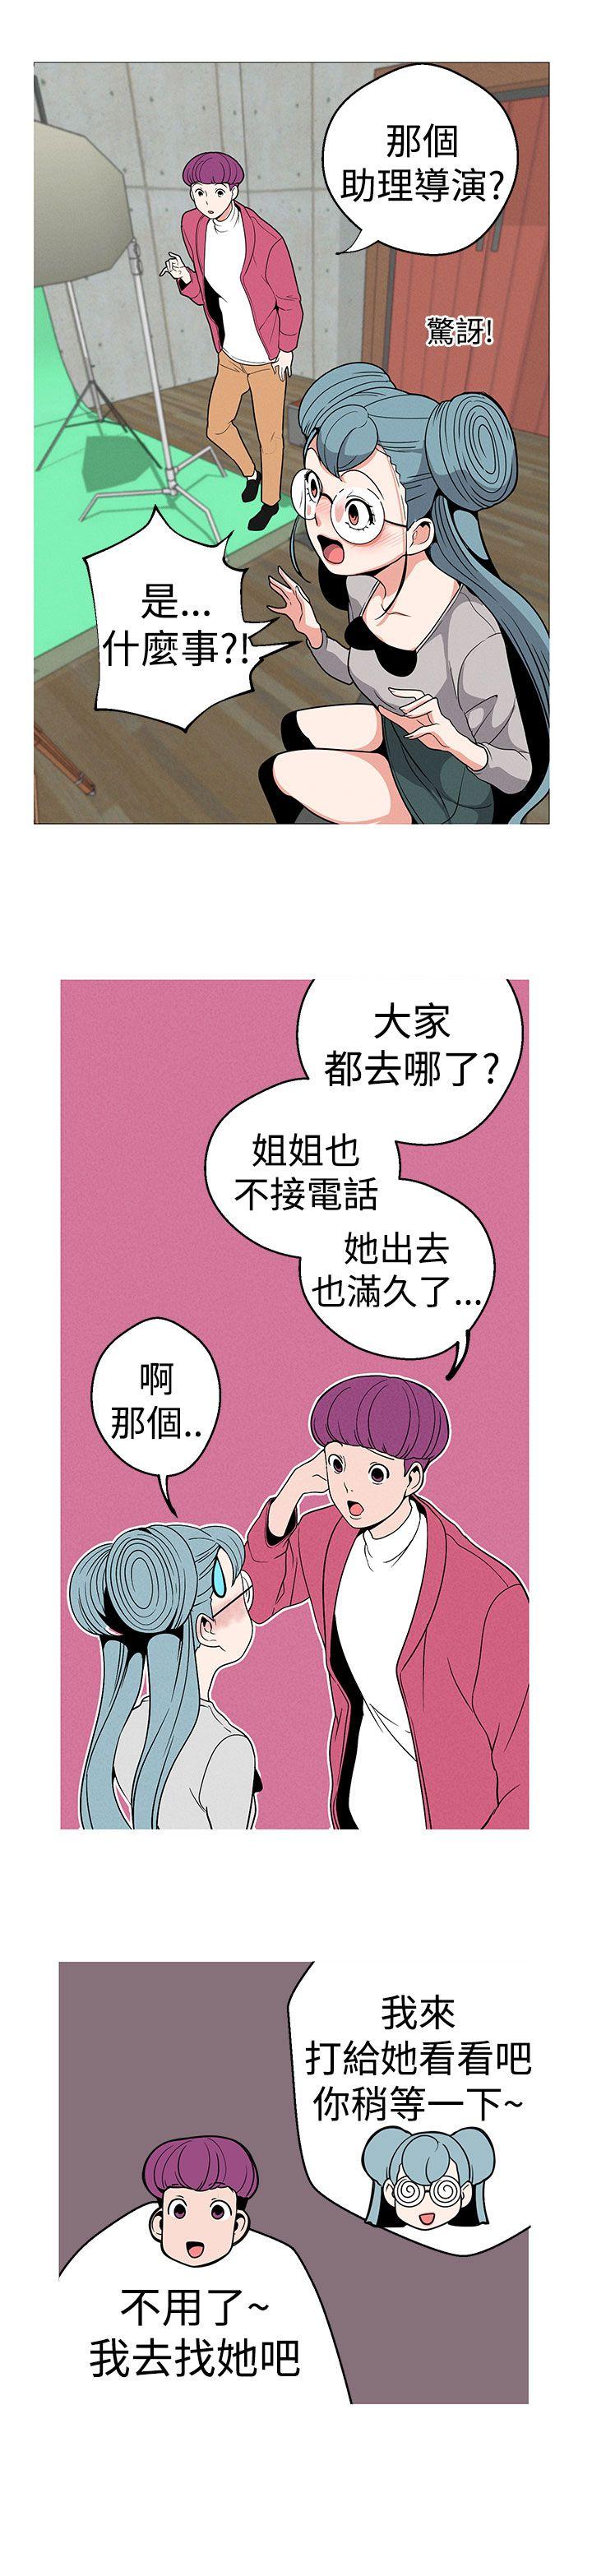 那個
助理導演?
驚訝!
是...
什麼事?!
大家
都去哪了?
姐姐也
不接電話
她出去
也滿久了...
啊
那個..
我來
打給她看看吧
你稍等一下~
不用了~
我去找她吧